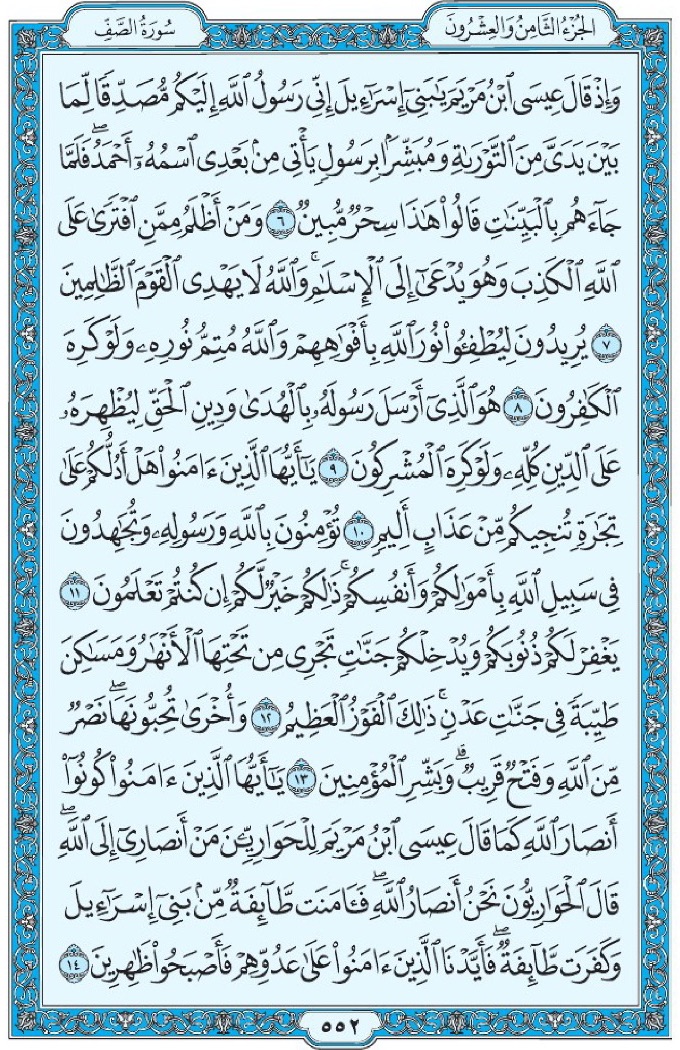 الجُزْءُ الثَّامِنُ وَالعِشْرُونَ
سُورَةُ الصَّفِّ
وَإِذْ قَالَ عِيسَى ٱبْنُ مَرْيَمَ يَٰبَنِىٓ إِسْرَٰٓءِيلَ إِنِّى رَسُولُ ٱللَّهِ إِلَيْكُم مُّصَدِّقًا لِّمَا
بَيْنَ يَدَىَّ مِنَ ٱلتَّوْرَىٰةِ وَمُبَشِّرًۢا بِرَسُولٍ يَأْتِى مِنۢ بَعْدِى ٱسْمُهُۥٓ أَحْمَدُ ۖ فَلَمَّا
جَآءَهُم بِٱلْبَيِّنَٰتِ قَالُوا۟ هَٰذَا سِحْرٌ مُّبِينٌ ٦ وَمَنْ أَظْلَمُ مِمَّنِ ٱفْتَرَىٰ عَلَى
ٱللَّهِ ٱلْكَذِبَ وَهُوَ يُدْعَىٰٓ إِلَى ٱلْإِسْلَٰمِ ۚ وَٱللَّهُ لَا يَهْدِى ٱلْقَوْمَ ٱلظَّٰلِمِينَ
٧ يُرِيدُونَ لِيُطْفِـُٔوا۟ نُورَ ٱللَّهِ بِأَفْوَٰهِهِمْ وَٱللَّهُ مُتِمُّ نُورِهِۦ وَلَوْ كَرِهَ
ٱلْكَٰفِرُونَ ٨ هُوَ ٱلَّذِىٓ أَرْسَلَ رَسُولَهُۥ بِٱلْهُدَىٰ وَدِينِ ٱلْحَقِّ لِيُظْهِرَهُۥ
عَلَى ٱلدِّينِ كُلِّهِۦ وَلَوْ كَرِهَ ٱلْمُشْرِكُونَ ٩ يَٰٓأَيُّهَا ٱلَّذِينَ ءَامَنُوا۟ هَلْ أَدُلُّكُمْ عَلَىٰ
تِجَٰرَةٍ تُنجِيكُم مِّنْ عَذَابٍ أَلِيمٍ ١٠ تُؤْمِنُونَ بِٱللَّهِ وَرَسُولِهِۦ وَتُجَٰهِدُونَ
فِى سَبِيلِ ٱللَّهِ بِأَمْوَٰلِكُمْ وَأَنفُسِكُمْ ۚ ذَٰلِكُمْ خَيْرٌ لَّكُمْ إِن كُنتُمْ تَعْلَمُونَ ١١
يَغْفِرْ لَكُمْ ذُنُوبَكُمْ وَيُدْخِلْكُمْ جَنَّٰتٍ تَجْرِى مِن تَحْتِهَا ٱلْأَنْهَٰرُ وَمَسَٰكِنَ
طَيِّبَةً فِى جَنَّٰتِ عَدْنٍ ۚ ذَٰلِكَ ٱلْفَوْزُ ٱلْعَظِيمُ ١٢ وَأُخْرَىٰ تُحِبُّونَهَا ۖ نَصْرٌ
مِّنَ ٱللَّهِ وَفَتْحٌ قَرِيبٌ ۗ وَبَشِّرِ ٱلْمُؤْمِنِينَ ١٣ يَٰٓأَيُّهَا ٱلَّذِينَ ءَامَنُوا۟ كُونُوٓا۟
أَنصَارَ ٱللَّهِ كَمَا قَالَ عِيسَى ٱبْنُ مَرْيَمَ لِلْحَوَارِيِّـۧنَ مَنْ أَنصَارِىٓ إِلَى ٱللَّهِ ۖ
قَالَ ٱلْحَوَارِيُّونَ نَحْنُ أَنصَارُ ٱللَّهِ ۖ فَـَٔامَنَت طَّآئِفَةٌ مِّنۢ بَنِىٓ إِسْرَٰٓءِيلَ
وَكَفَرَت طَّآئِفَةٌ ۖ فَأَيَّدْنَا ٱلَّذِينَ ءَامَنُوا۟ عَلَىٰ عَدُوِّهِمْ فَأَصْبَحُوا۟ ظَٰهِرِينَ ١٤
٥٥٢